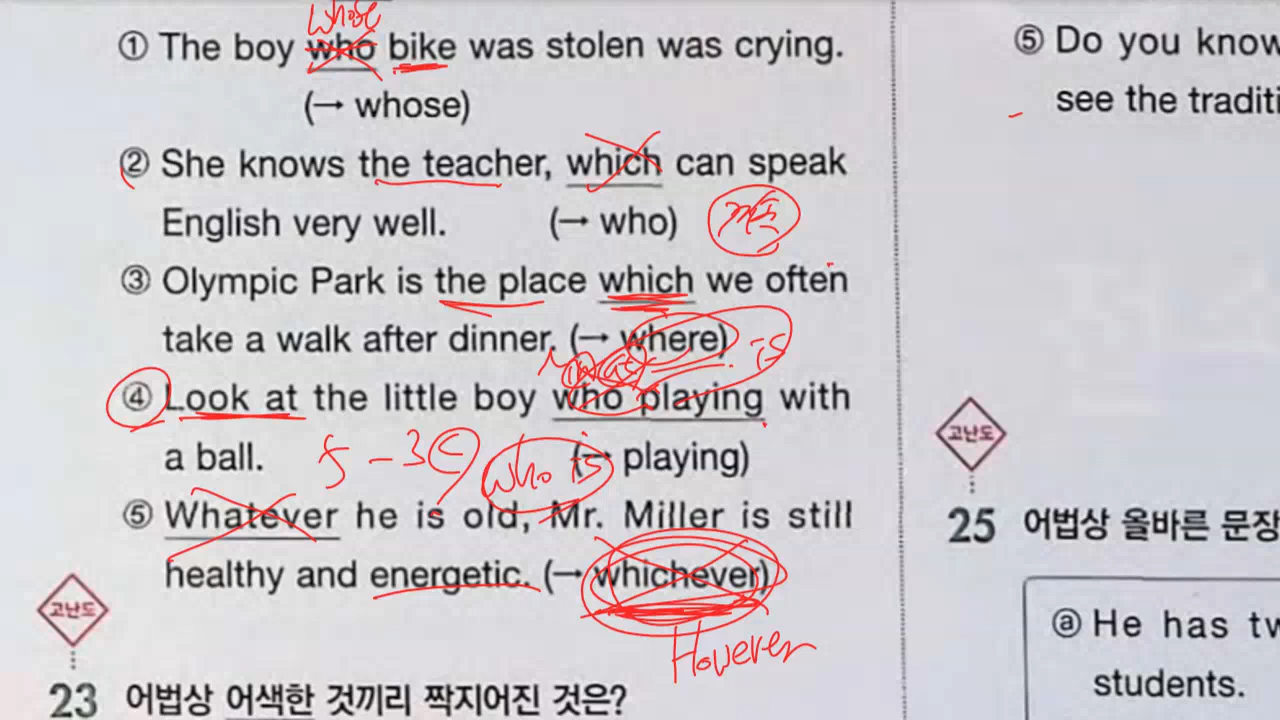 whose
① The boy who bike was stolen was crying.
(→ whose)
② She knows the teacher, which can speak
English very well. (→ who)
③ Olympic Park is the place which we often
take a walk after dinner. (→ where)
is
④ Look at the little boy who playing with
a ball. (→ playing)
who is
⑤ Whatever he is old, Mr. Miller is still
healthy and energetic. (→ whichever)
However
고난도
23 어법상 어색한 것끼리 짝지어진 것은?
⑤ Do you know
see the traditi
고난도
25 어법상 올바른 문장
ⓐ He has tw
students.